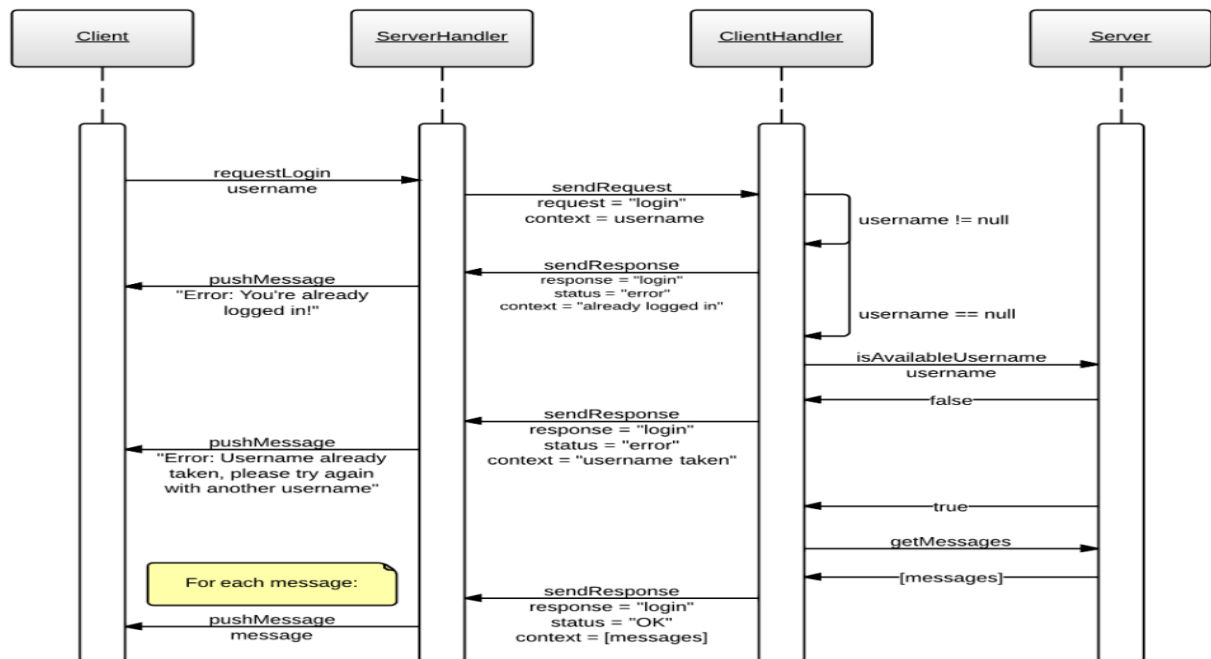 Client
ServerHandler
ClientHandler
Server
requestLogin
username
sendRequest
request = "login"
context = username
username != null
sendResponse
response = "login"
status = "error"
context = "already logged in"
pushMessage
"Error: You're already
logged in!"
username == null
isAvailableUsername
username
false
sendResponse
response = "login"
status = "error"
context = "username taken"
pushMessage
"Error: Username already
taken, please try again
with another username"
true
getMessages
[messages]
For each message:
sendResponse
response = "login"
status = "OK"
context = [messages]
pushMessage
message